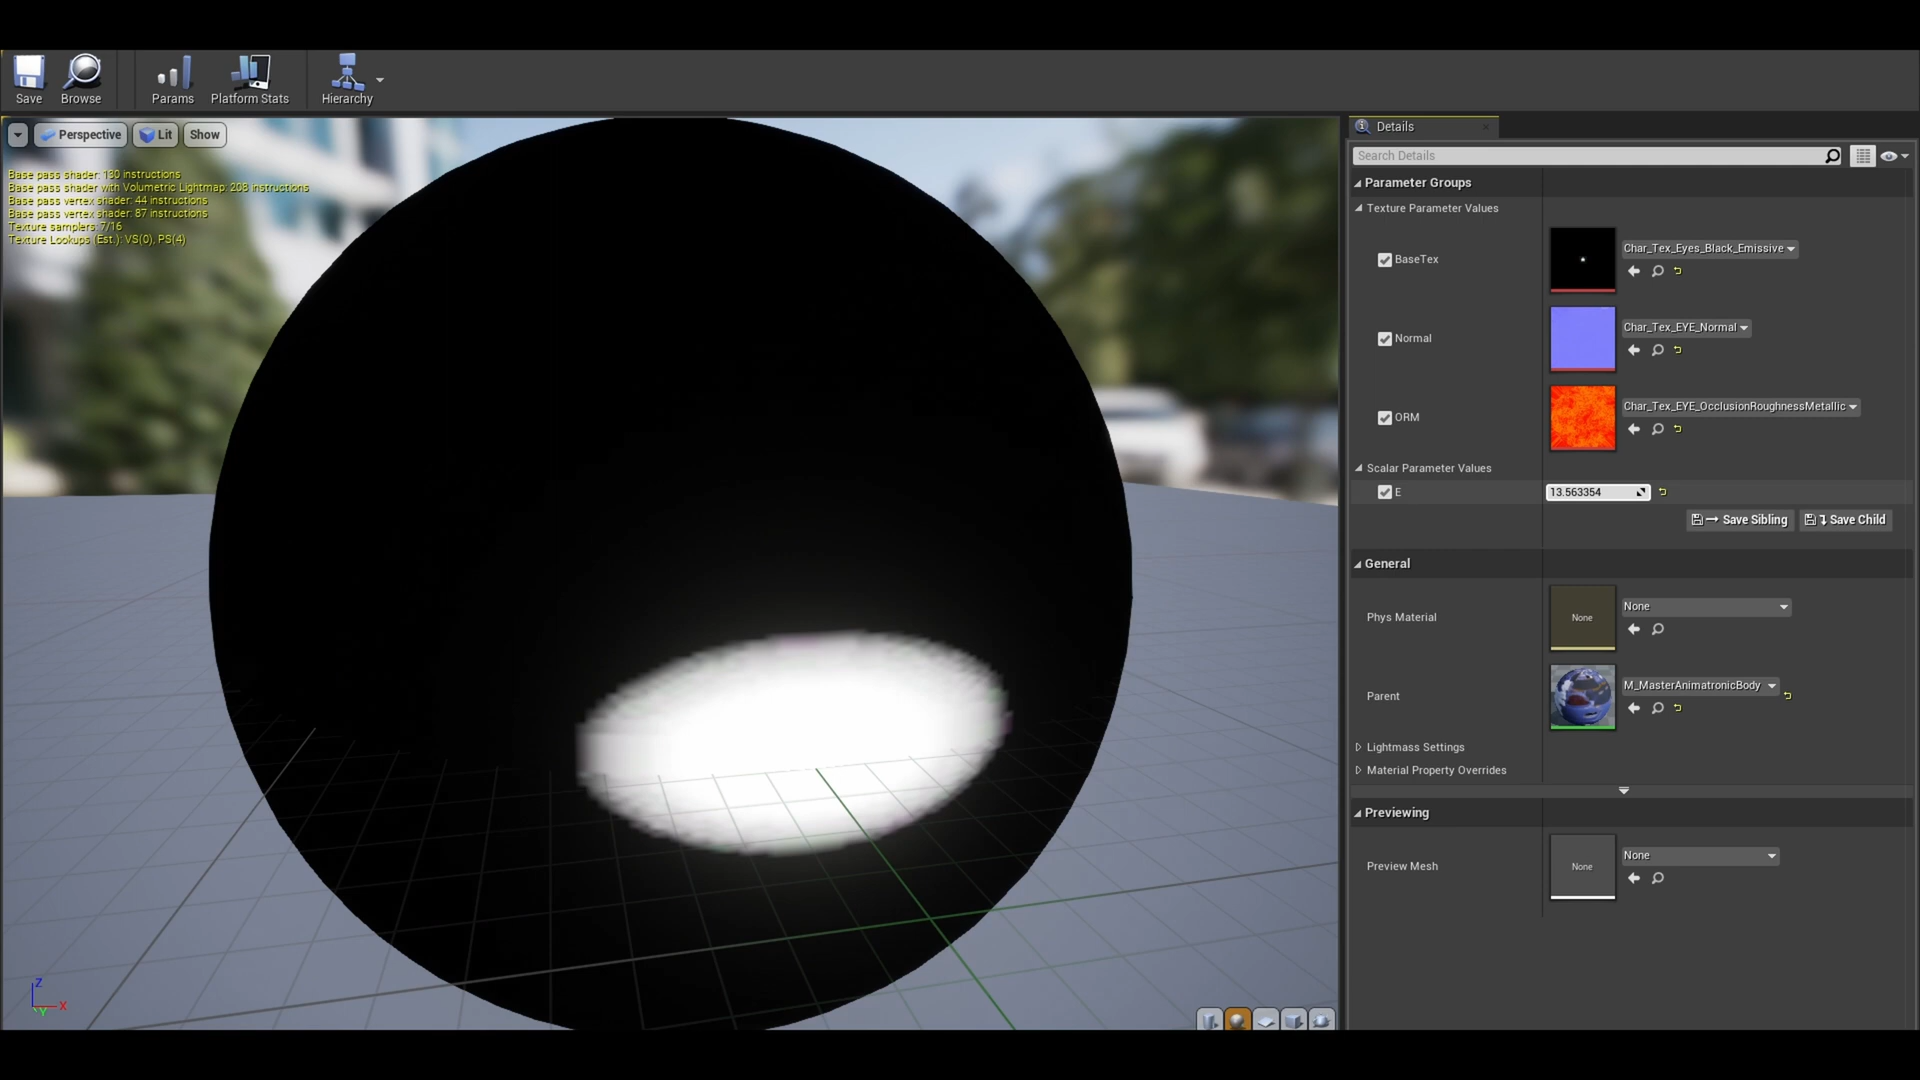 Save
Browse
Params
Platform Stats
Hierarchy
Perspective
Lit
Show
Base pass shader: 130 instructions
Base pass shader with Volumetric Lightmap: 208 instructions
Base pass vertex shader: 44 instructions
Base pass vertex shader: 87 instructions
Texture samplers: 7/16
Texture Lookups (Est.): VS(0), PS(4)
Z
X
Y
Details
Search Details
Parameter Groups
Texture Parameter Values
BaseTex
Char_Tex_Eyes_Black_Emissive
Normal
Char_Tex_EYE_Normal
ORM
Char_Tex_EYE_OcclusionRoughnessMetallic
Scalar Parameter Values
E
13.563354
Save Sibling
Save Child
General
Phys Material
None
None
Parent
M_MasterAnimatronicBody
Lightmass Settings
Material Property Overrides
Previewing
Preview Mesh
None
None